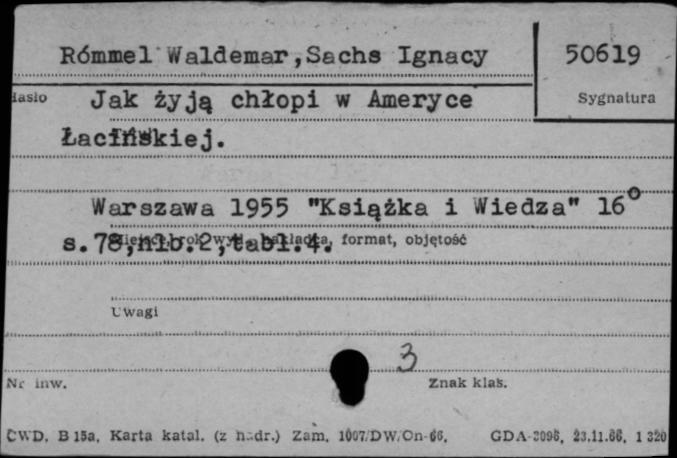 Rómmel Waldemar, Sachs Ignacy
50619
Hasło
Jak żyją chłopi w Ameryce
Sygnatura
Łacińskiej.
Warszawa 1955 "Książka i Wiedza" 16°
s.78,nlb.2,tabl.4.
format, objętość
Uwagi
3
Nr inw.
Znak klas.
CWD. B 15a. Karta katal. (z nadr.) Zam. 1007/DW/On-66. GDA-3096, 23.11.66, 1 320